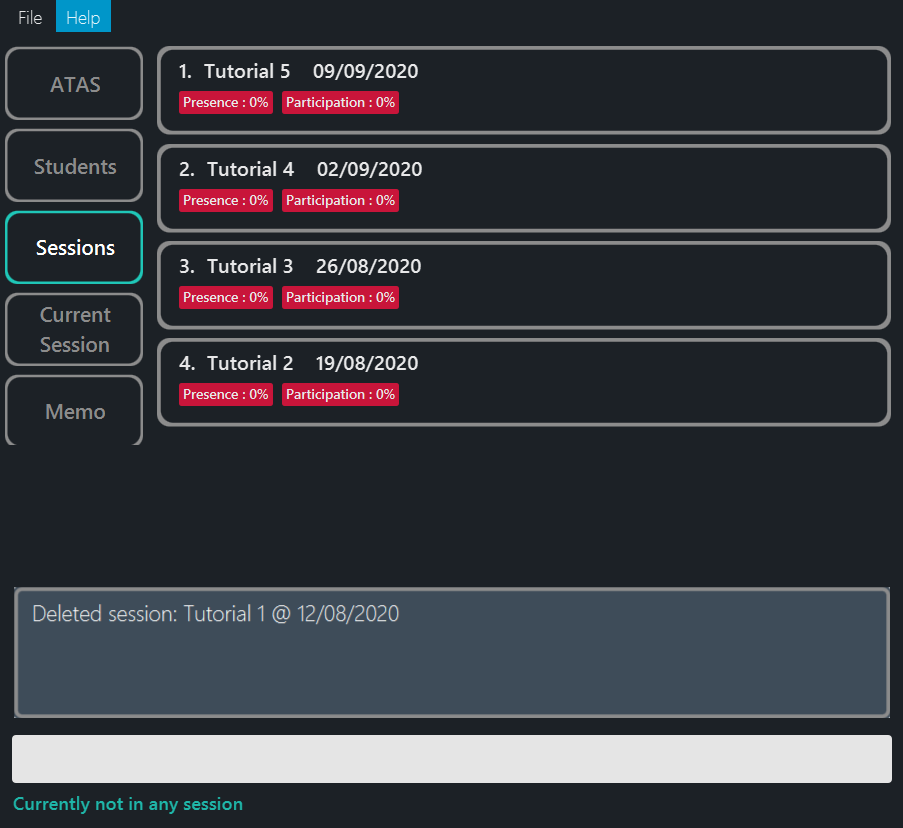 File Help
ATAS
Students
Sessions
Current
Session
Memo
1. Tutorial 5 09/09/2020
Presence : 0% Participation : 0%
2. Tutorial 4 02/09/2020
Presence : 0% Participation : 0%
3. Tutorial 3 26/08/2020
Presence : 0% Participation : 0%
4. Tutorial 2 19/08/2020
Presence : 0% Participation : 0%
Deleted session: Tutorial 1 @ 12/08/2020
Currently not in any session